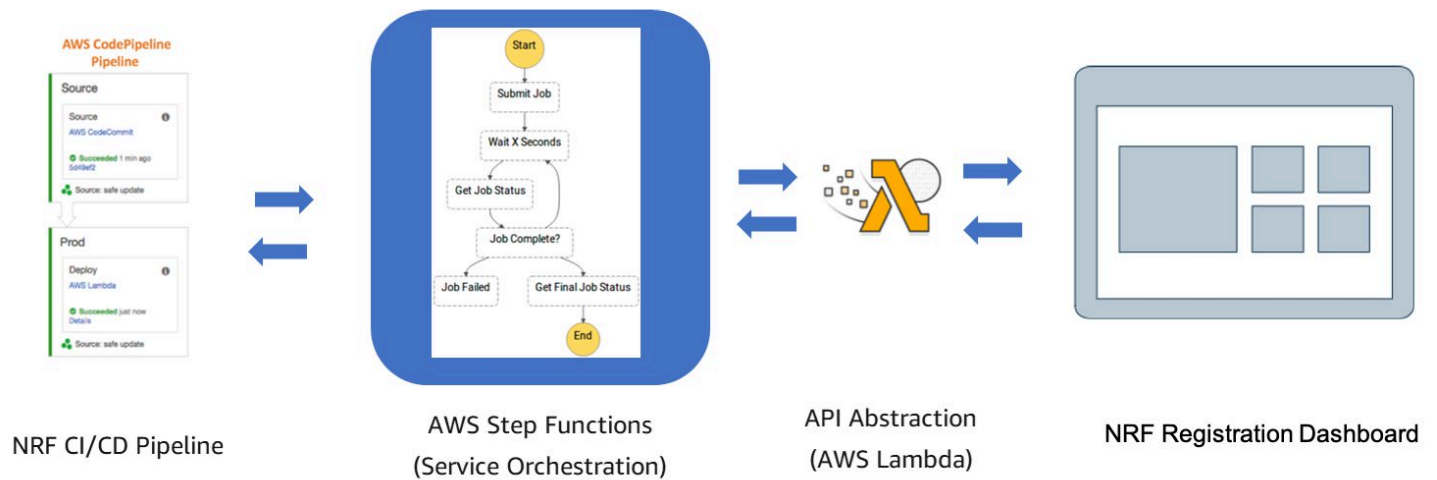 AWS CodePipeline
Pipeline
Source
Source
AWS CodeCommit
Succeeded 1 min ago
5d49ef2
Source: safe update
Prod
Deploy
AWS Lambda
Succeeded just now
Details
Source: safe update
NRF CI/CD Pipeline
Start
Submit Job
Wait X Seconds
Get Job Status
Job Complete?
Job Failed
Get Final Job Status
End
AWS Step Functions
(Service Orchestration)
API Abstraction
(AWS Lambda)
NRF Registration Dashboard